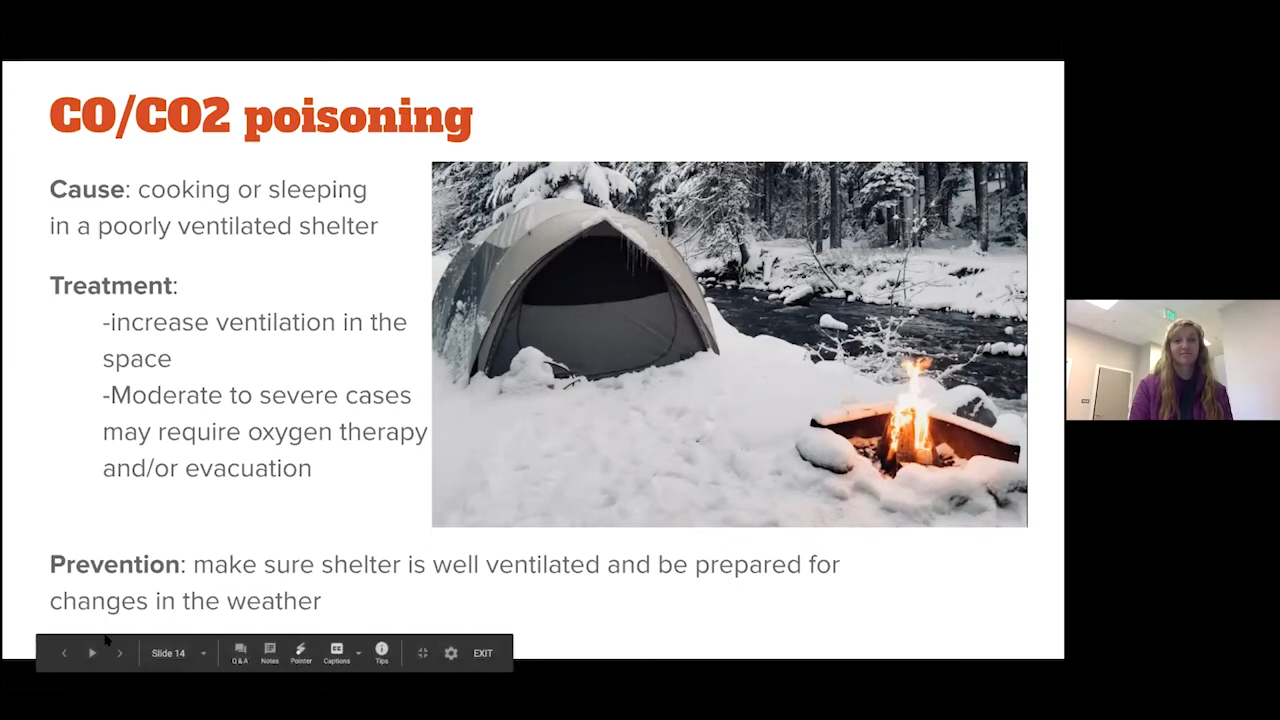 CO/CO2 poisoning
Cause: cooking or sleeping
in a poorly ventilated shelter
Treatment:
-increase ventilation in the
space
-Moderate to severe cases
may require oxygen therapy
and/or evacuation
Prevention: make sure shelter is well ventilated and be prepared for
changes in the weather
Slide 14
Q & A
Notes
Pointer
Captions
Tips
EXIT
CC